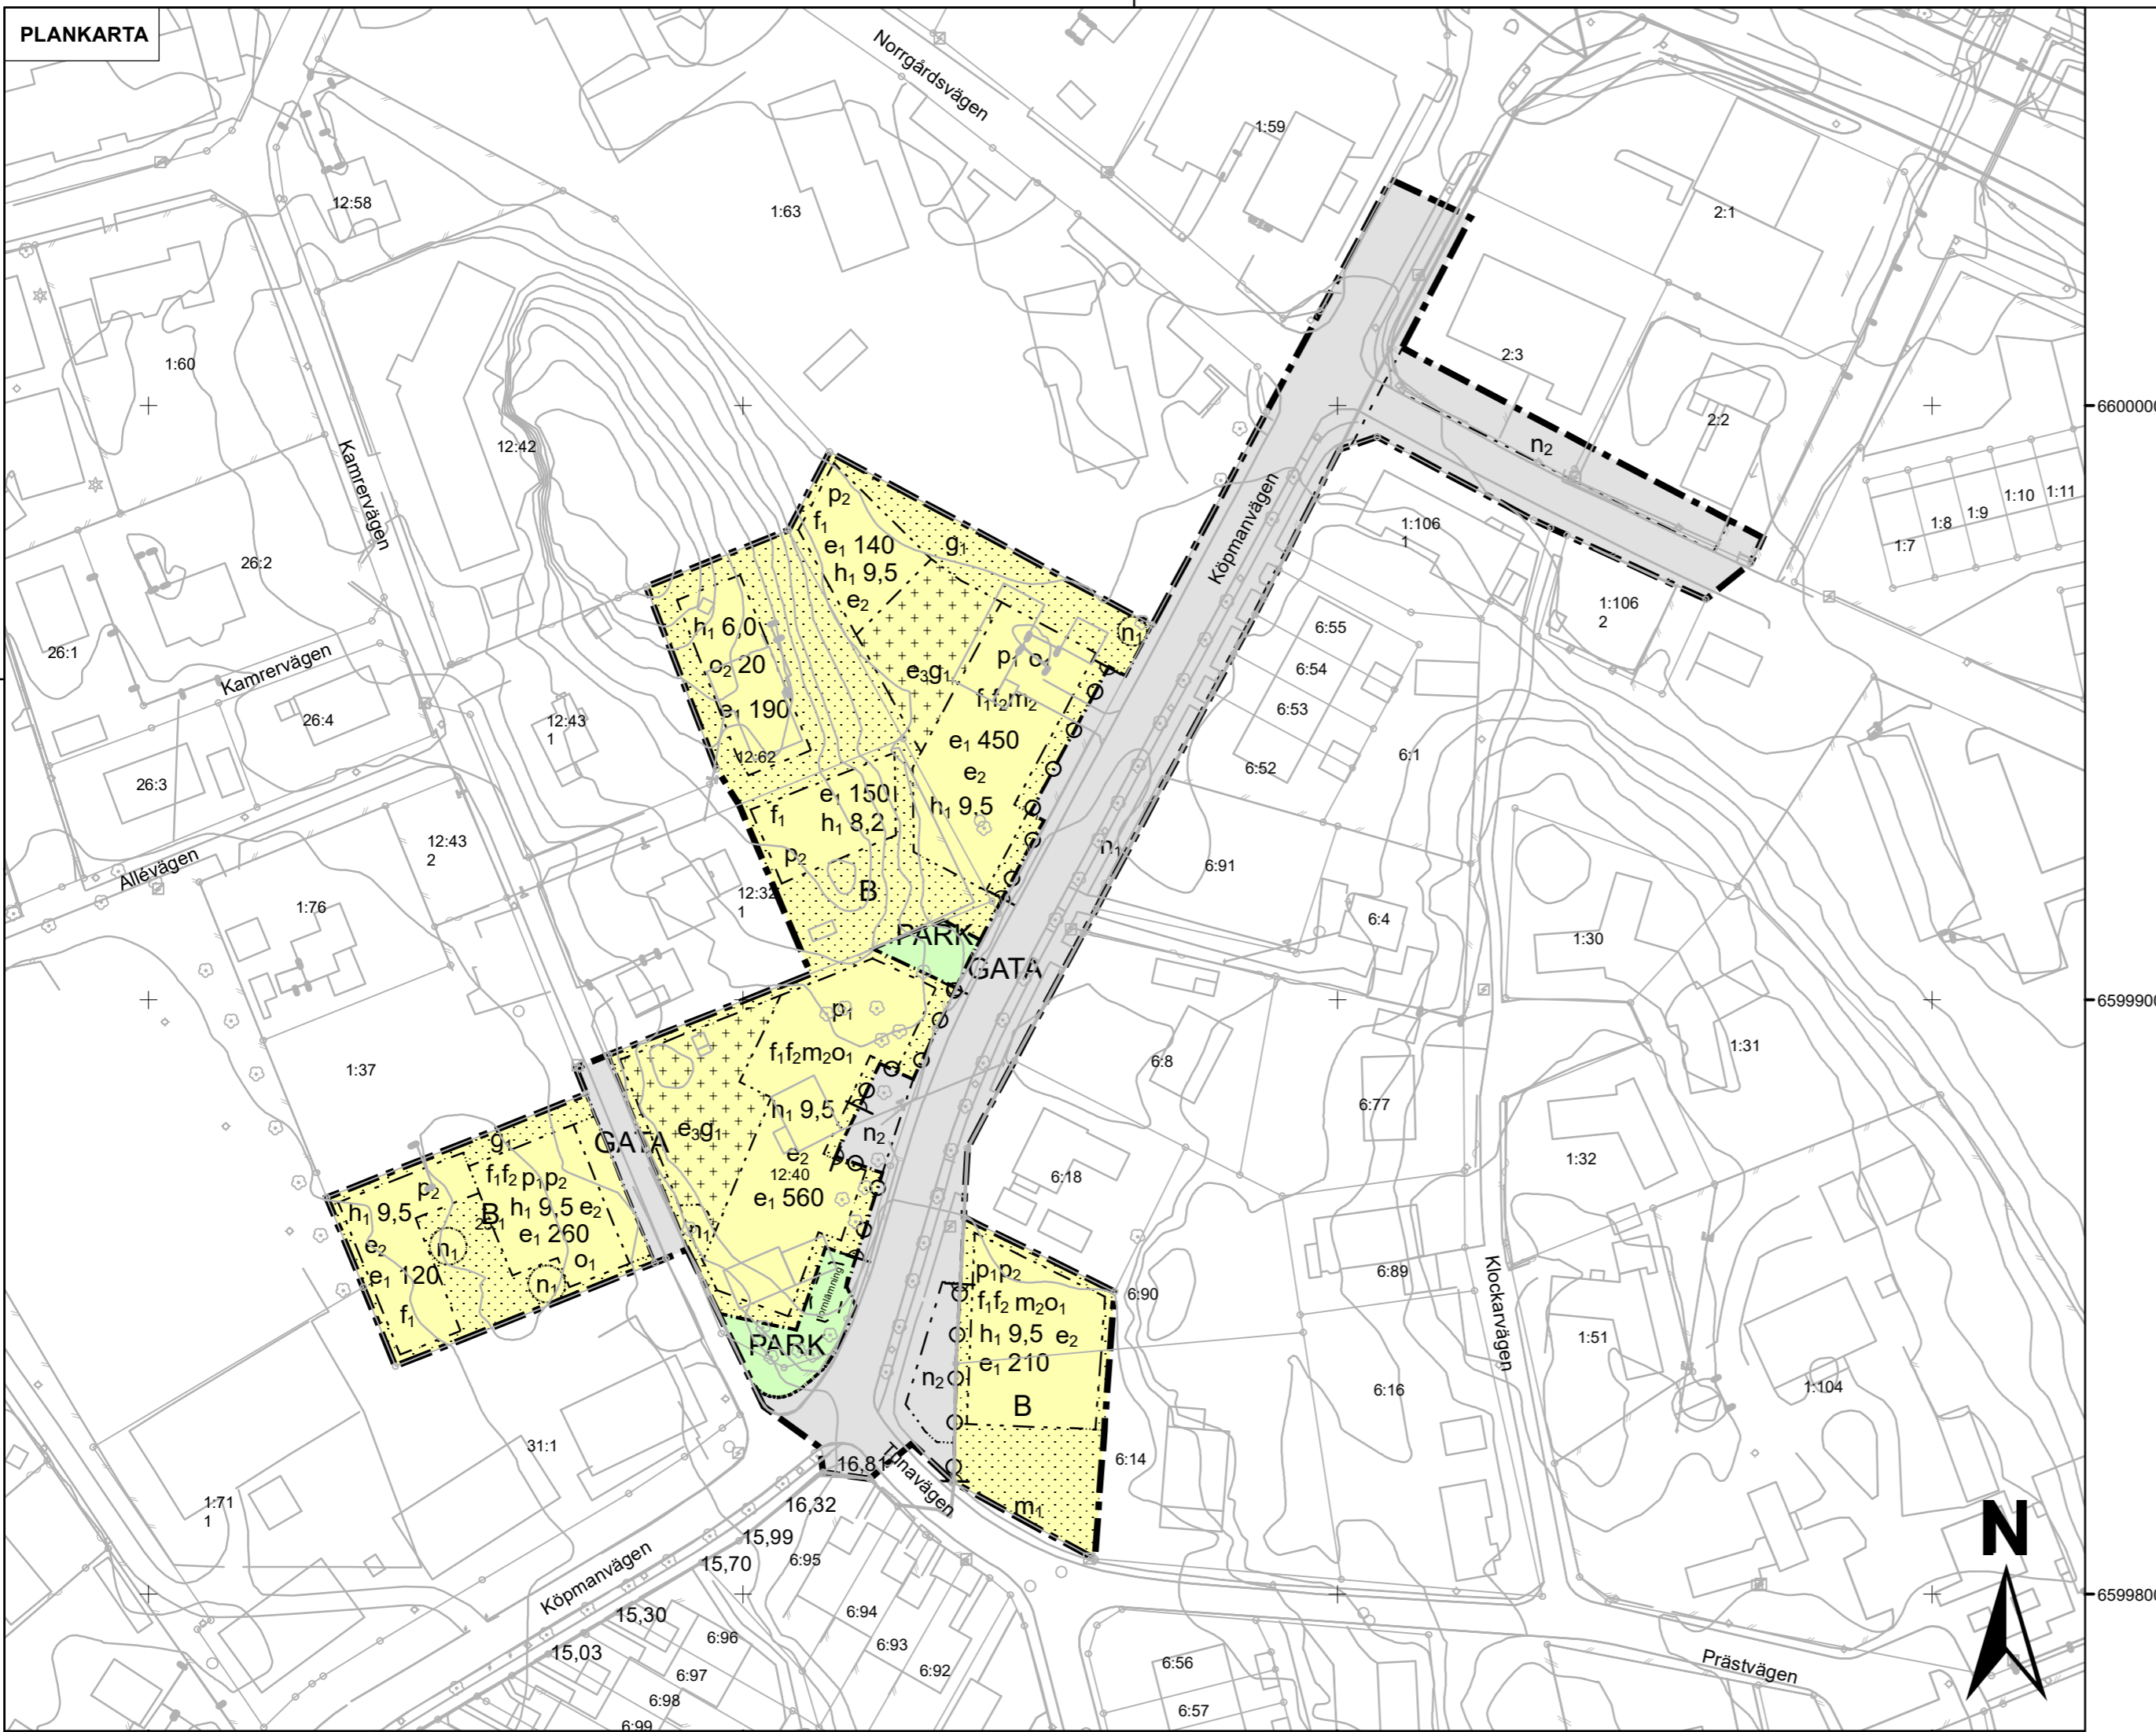 PLANKARTA
Norrgårdsvägen
1:59
12:58
1:63
2:1
1:60
2:3
6600000
12:42
Kamrervägen
2:2
n₂
1:10
1:11
1:9
1:8
1:7
p₂
f₁
e₁ 140
g₁
h₁ 9,5
e₂
Köpmanvägen
1:106
1
26:2
1:106
2
26:1
Kamrervägen
h₁ 6,0
n₁
6:55
o₂ 20
p₁ o₁
6:54
e₃g₁
f₁f₂m₂
26:4
12:43
1
e₁ 190
6:53
e₁ 450
12:62
6:1
26:3
e₂
6:52
e₁ 150
h₁ 9,5
f₁
h₁ 8,2
12:43
2
p₂
n₁
6:91
Allévägen
B
12:32
1
1:76
6:4
PARK
1:30
GATA
6599900
p₁
f₁f₂m₂o₁
1:31
1:37
6:8
h₁ 9,5
6:77
p
n₂
GATA
e₃g₁
g₁
e₂
p
1:32
12:40
6:18
f₁f₂ p₁p₂
p₂
e₁ 560
h₁ 9,5
B
h₁ 9,5 e₂
e₁ 260
n₁
n₁
e₂
o₁
6:89
Klockarvägen
e₁ 120
n₁
p₁p₂
6:90
f₁
f₁f₂ m₂o₁
fornlämning
h₁ 9,5 e₂
PARK
1:51
e₁ 210
n₂
6:16
1:104
B
31:1
6:14
16,81
Tunavägen
16,32
m₁
1:71
1
N
15,99
6:95
15,70
Köpmanvägen
6599800
15,30
6:94
6:96
6:93
15,03
6:92
6:97
6:56
Prästvägen
6:98
6:57
6:99